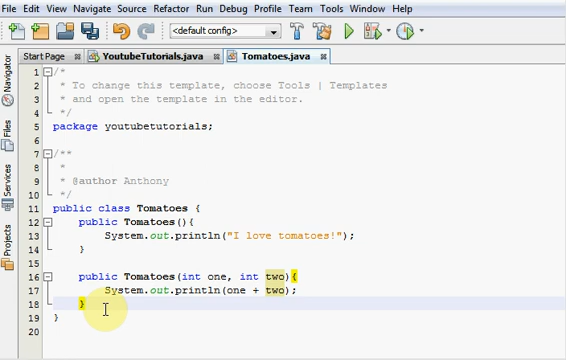 File Edit View Navigate Source Refactor Run Debug Profile Team Tools Window Help
<default config>
Start Page YoutubeTutorials.java Tomatoes.java
Navigator
Files
Services
Projects
1 /*
2 * To change this template, choose Tools | Templates
3 * and open the template in the editor.
4 */
5 package youtubetutorials;
6
7 /**
8 *
9 * @author Anthony
10 */
11 public class Tomatoes {
12 public Tomatoes(){
13 System.out.println("I love tomatoes!");
14 }
15
16 public Tomatoes(int one, int two){
17 System.out.println(one + two);
18 }
19 }
20